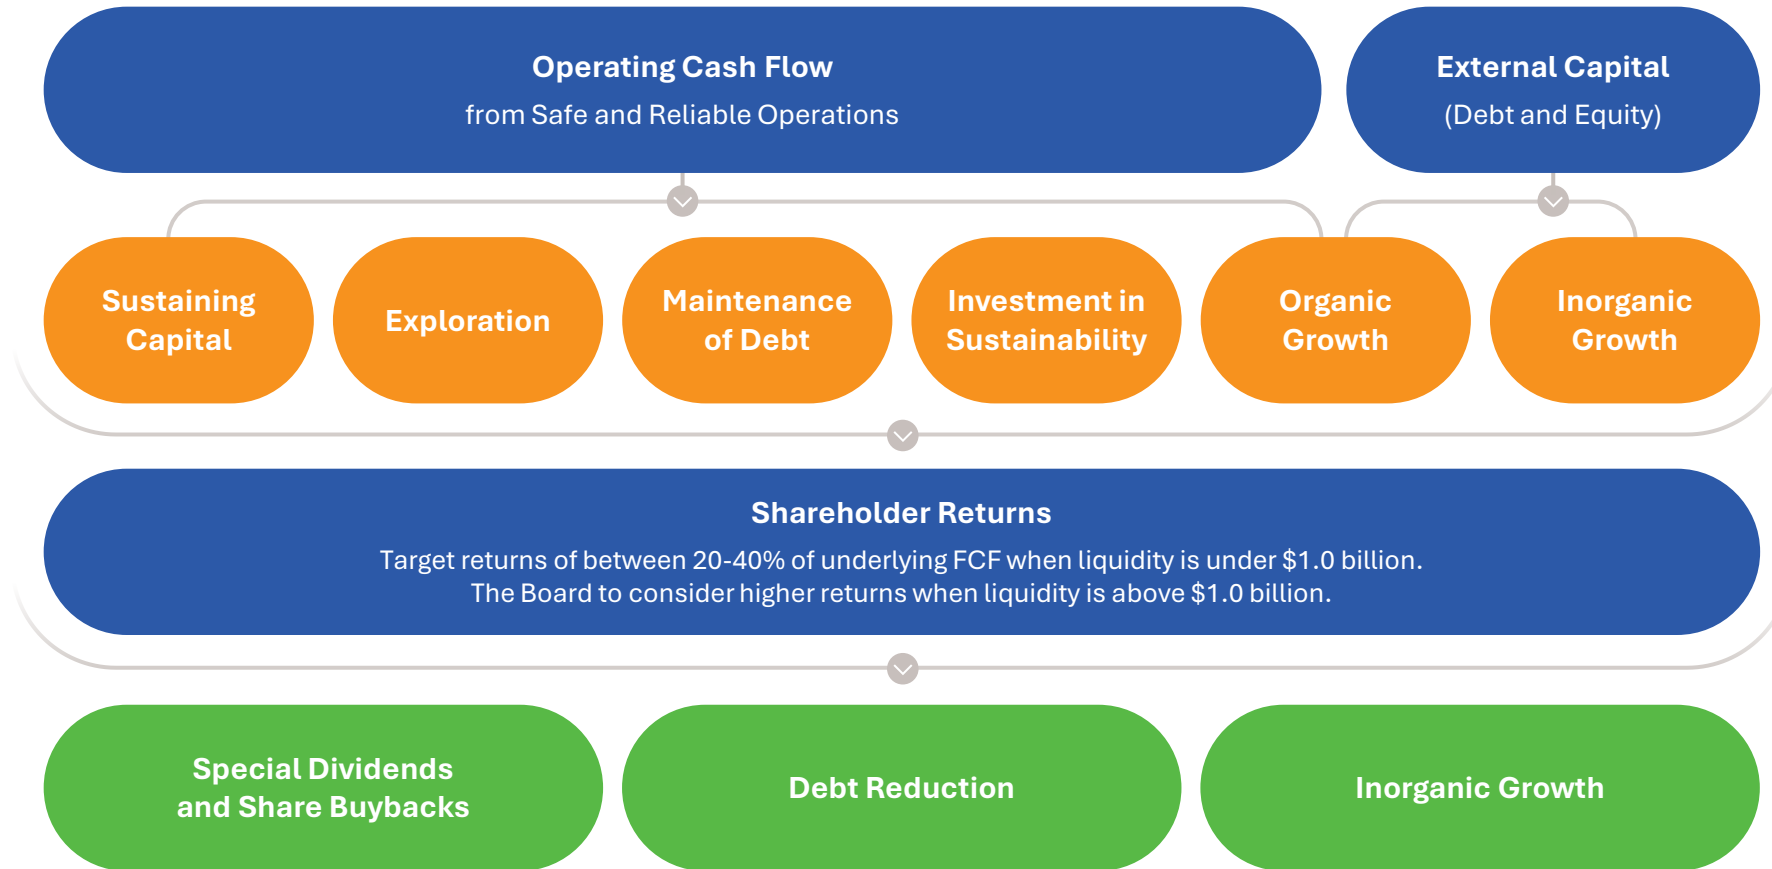 Operating Cash Flow
from Safe and Reliable Operations
External Capital
(Debt and Equity)
Sustaining
Capital
Exploration
Maintenance
of Debt
Investment in
Sustainability
Organic
Growth
Inorganic
Growth
Shareholder Returns
Target returns of between 20-40% of underlying FCF when liquidity is under $1.0 billion.
The Board to consider higher returns when liquidity is above $1.0 billion.
Special Dividends
and Share Buybacks
Debt Reduction
Inorganic Growth